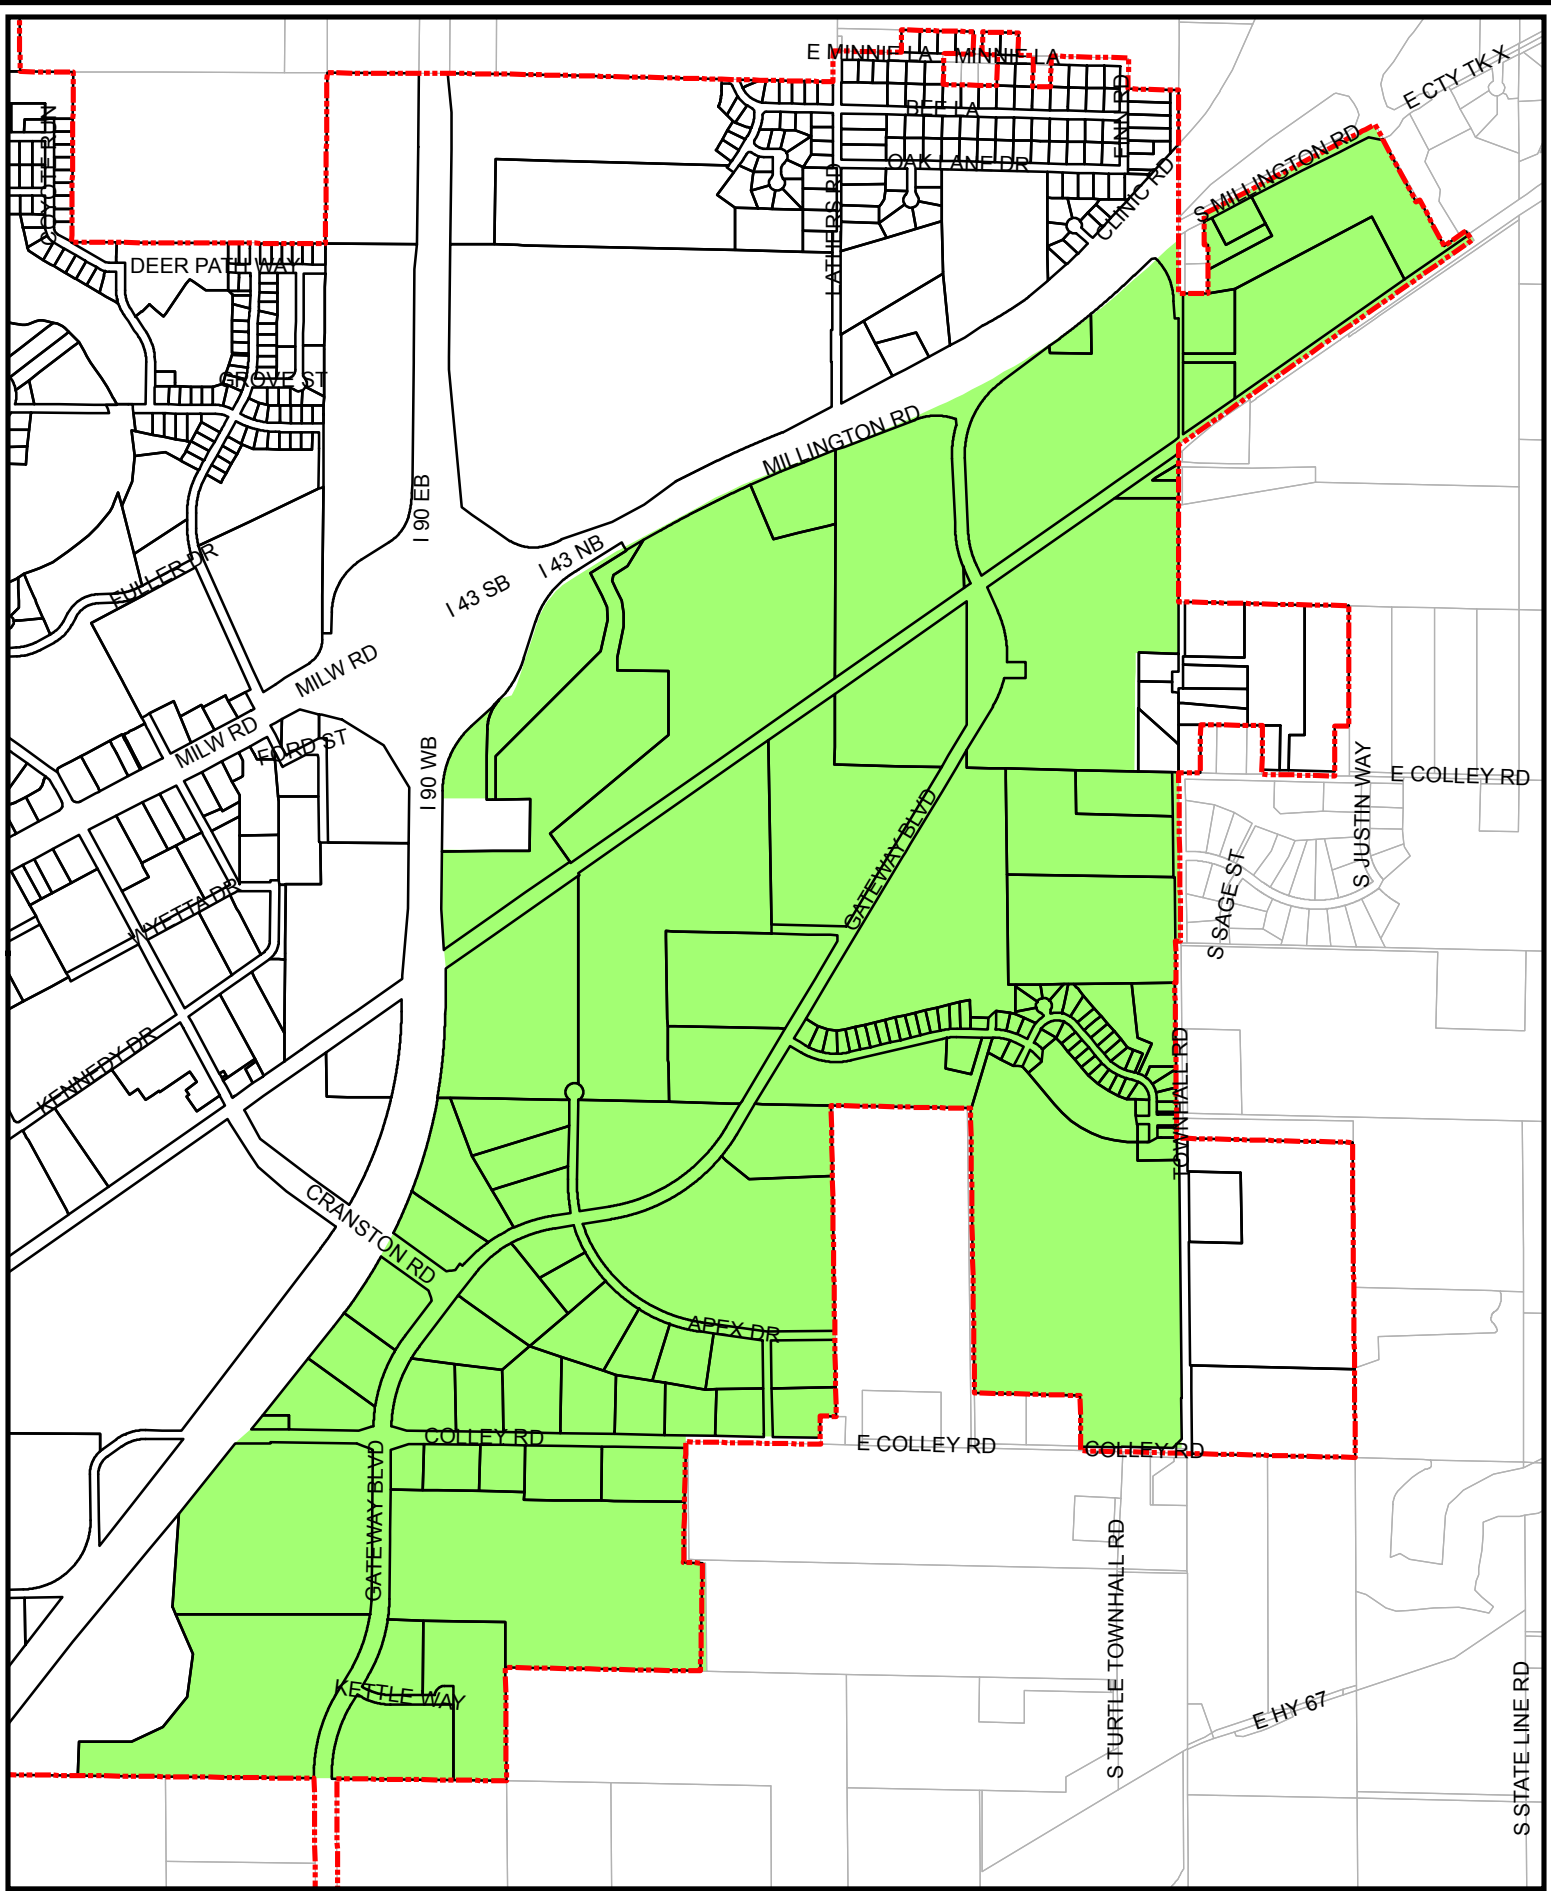 E MINNIE LA
MINNIE LA
E CTY TK X
BEE LA
FINN RD
COYOTE RUN
S MILLINGTON RD
OAK LANE DR
CLINIC RD
LATHERS RD
DEER PATH WAY
GROVE ST
MILLINGTON RD
I 90 EB
I 43 NB
I 43 SB
FULLER DR
MILW RD
MILW RD
FORD ST
I 90 WB
E COLLEY RD
S JUSTIN WAY
GATEWAY BLVD
S SAGE ST
WYETTA DR
KENNEDY DR
TOWNHALL RD
CRANSTON RD
APEX DR
COLLEY RD
E COLLEY RD
COLLEY RD
GATEWAY BLVD
S TURTLE TOWNHALL RD
KETTLE WAY
E HY 67
S STATE LINE RD